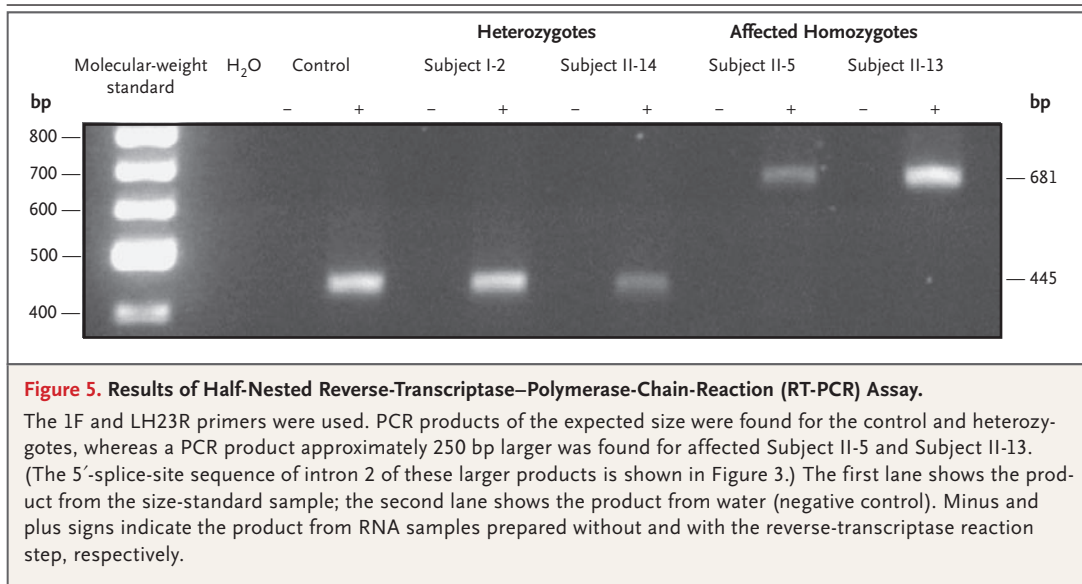 Heterozygotes Affected Homozygotes
Molecular-weight standard H2O Control Subject I-2 Subject II-14 Subject II-5 Subject II-13
bp – + – + – + – + – + bp
800
700 681
600
500
445
400
Figure 5. Results of Half-Nested Reverse-Transcriptase–Polymerase-Chain-Reaction (RT-PCR) Assay.
The 1F and LH23R primers were used. PCR products of the expected size were found for the control and heterozy-
gotes, whereas a PCR product approximately 250 bp larger was found for affected Subject II-5 and Subject II-13.
(The 5′-splice-site sequence of intron 2 of these larger products is shown in Figure 3.) The first lane shows the prod-
uct from the size-standard sample; the second lane shows the product from water (negative control). Minus and
plus signs indicate the product from RNA samples prepared without and with the reverse-transcriptase reaction
step, respectively.